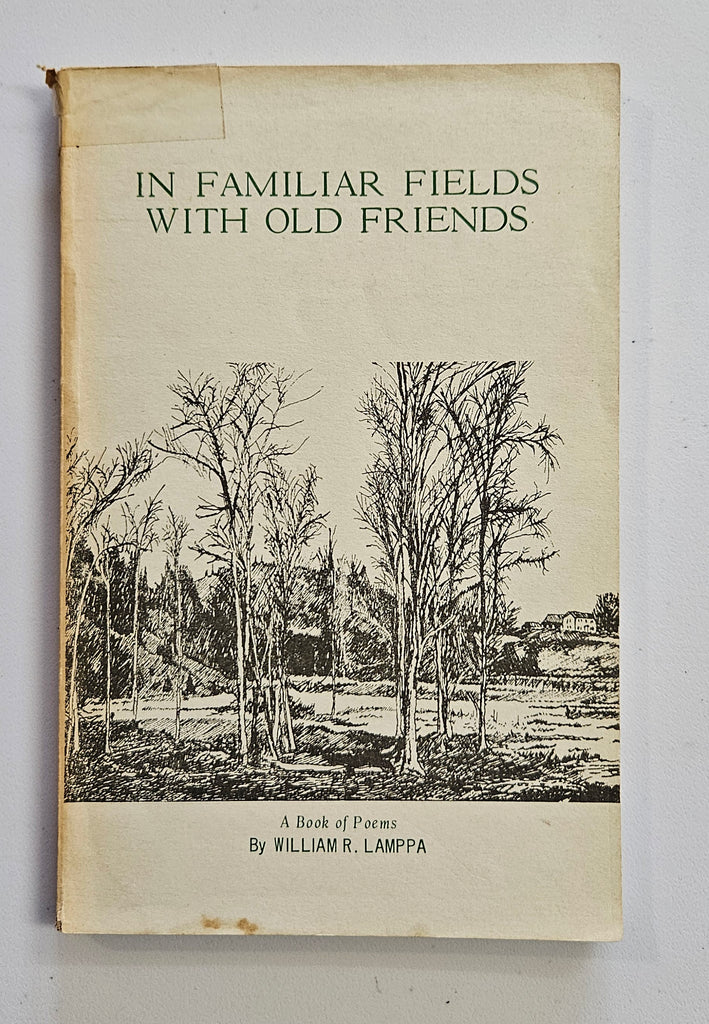 IN FAMILIAR FIELDS
WITH OLD FRIENDS
A Book of Poems
By WILLIAM R. LAMPPA